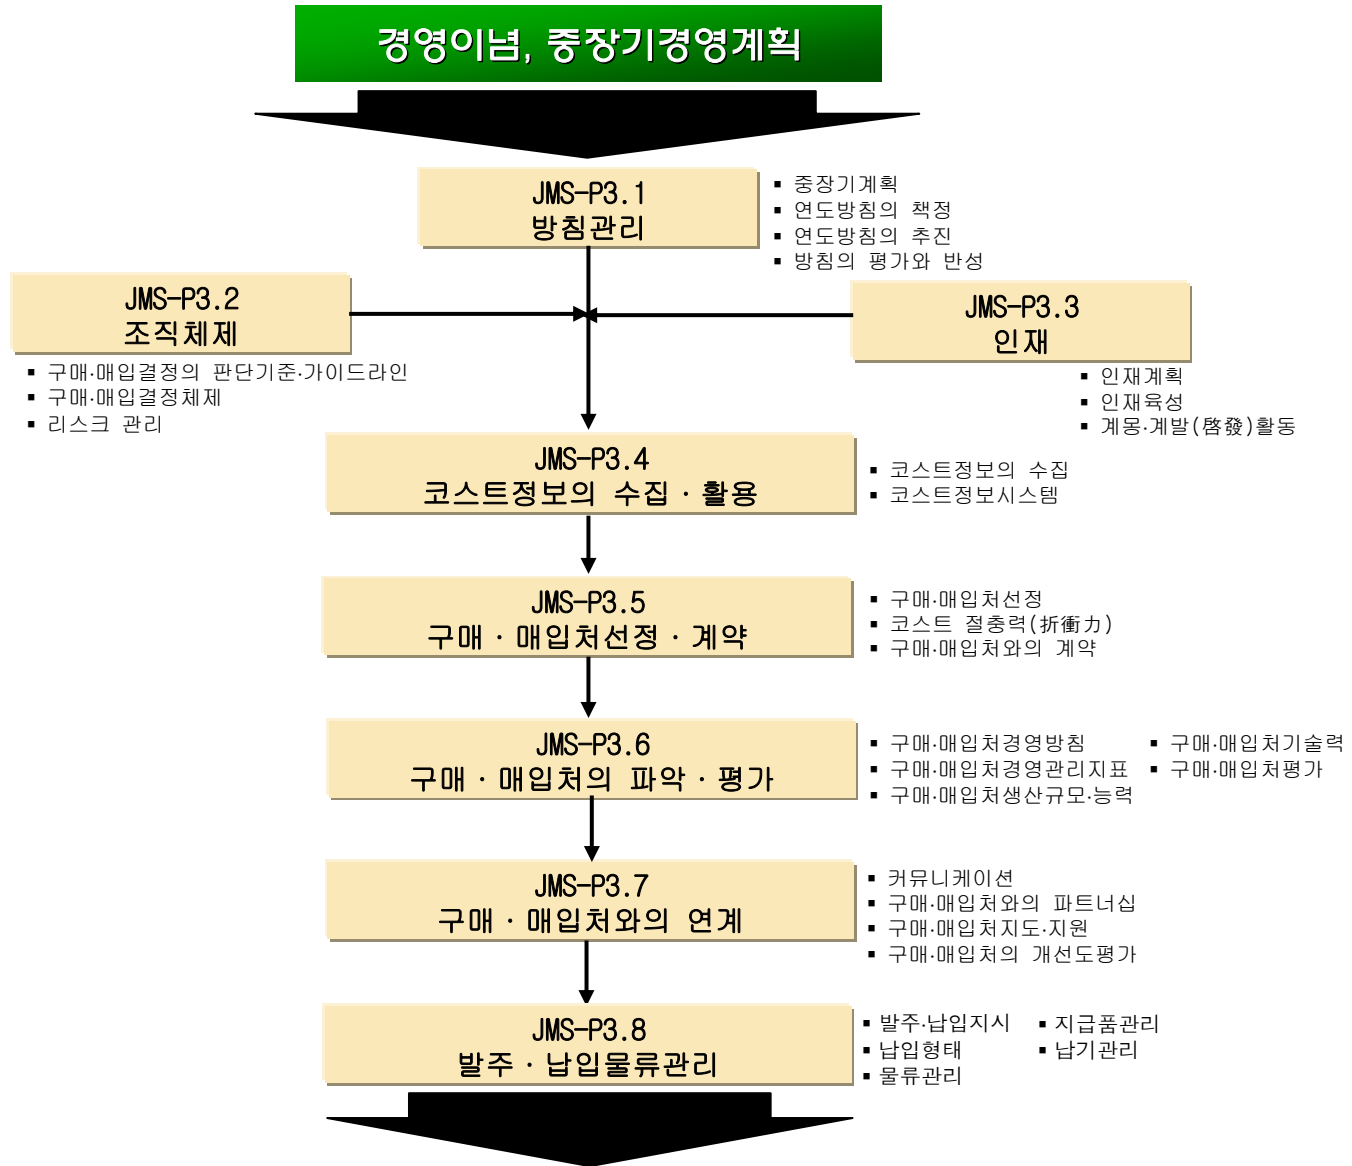 경영이념, 중장기경영계획
JMS-P3.1
방침관리
▪ 중장기계획
▪ 연도방침의 책정
▪ 연도방침의 추진
▪ 방침의 평가와 반성
JMS-P3.2
조직체제
▪ 구매·매입결정의 판단기준·가이드라인
▪ 구매·매입결정체제
▪ 리스크 관리
JMS-P3.3
인재
▪ 인재계획
▪ 인재육성
▪ 계몽·계발(啓發)활동
JMS-P3.4
코스트정보의 수집 · 활용
▪ 코스트정보의 수집
▪ 코스트정보시스템
JMS-P3.5
구매 · 매입처선정 · 계약
▪ 구매·매입처선정
▪ 코스트 절충력(折衝力)
▪ 구매·매입처와의 계약
JMS-P3.6
구매 · 매입처의 파악 · 평가
▪ 구매·매입처경영방침
▪ 구매·매입처경영관리지표
▪ 구매·매입처생산규모·능력
▪ 구매·매입처기술력
▪ 구매·매입처평가
JMS-P3.7
구매 · 매입처와의 연계
▪ 커뮤니케이션
▪ 구매·매입처와의 파트너십
▪ 구매·매입처지도·지원
▪ 구매·매입처의 개선도평가
JMS-P3.8
발주 · 납입물류관리
▪ 발주·납입지시
▪ 납입형태
▪ 물류관리
▪ 지급품관리
▪ 납기관리